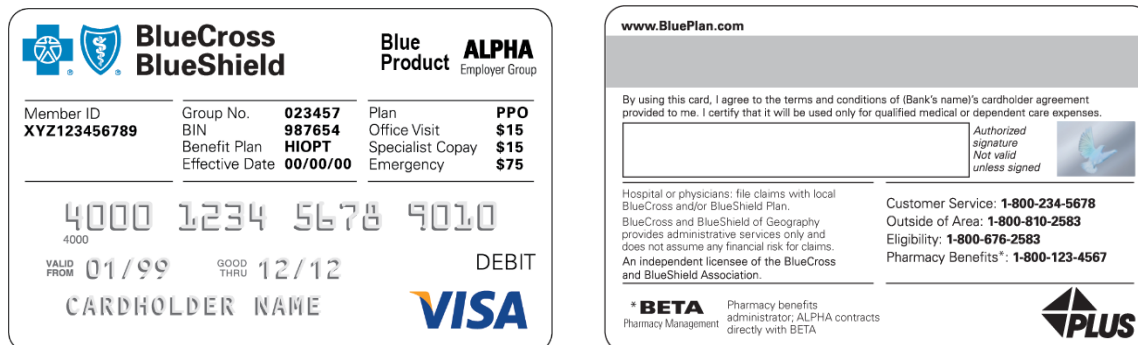 BlueCross
BlueShield
Blue
Product
ALPHA
Employer Group
Member ID
XYZ123456789
Group No. 023457
BIN 987654
Benefit Plan HIOPT
Effective Date 00/00/00
Plan PPO
Office Visit $15
Specialist Copay $15
Emergency $75
4000 1234 5678 9010
4000
VALID FROM 01/99 GOOD THRU 12/12
DEBIT
CARDHOLDER NAME
VISA
www.BluePlan.com
By using this card, I agree to the terms and conditions of (Bank's name)'s cardholder agreement
provided to me. I certify that it will be used only for qualified medical or dependent care expenses.
Authorized
signature
Not valid
unless signed
Hospital or physicians: file claims with local
BlueCross and/or BlueShield Plan.
BlueCross and BlueShield of Geography
provides administrative services only and
does not assume any financial risk for claims.
An independent licensee of the BlueCross
and BlueShield Association.
Customer Service: 1-800-234-5678
Outside of Area: 1-800-810-2583
Eligibility: 1-800-676-2583
Pharmacy Benefits*: 1-800-123-4567
* BETA
Pharmacy Management
Pharmacy benefits
administrator; ALPHA contracts
directly with BETA
PLUS